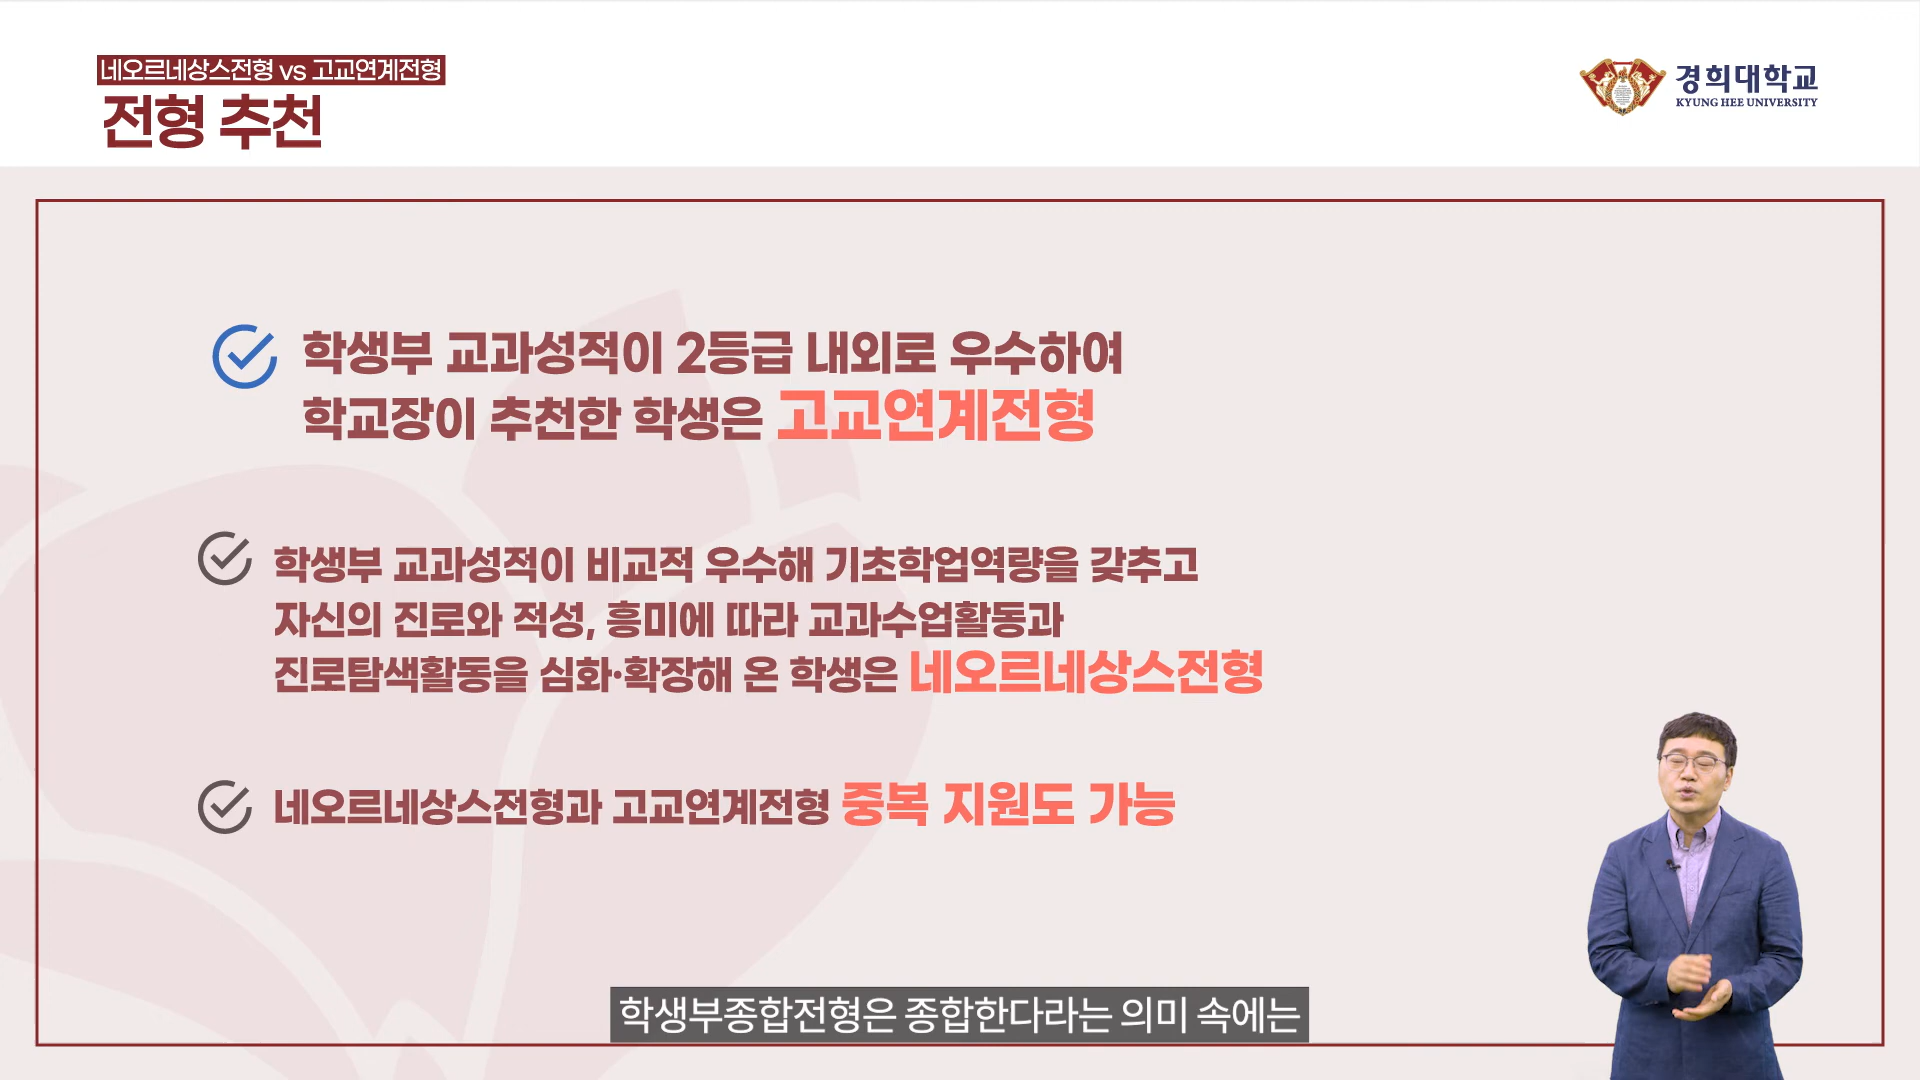 네오르네상스전형 vs 고교연계전형
전형 추천
경희대학교
KYUNG HEE UNIVERSITY
학생부 교과성적이 2등급 내외로 우수하여
학교장이 추천한 학생은 고교연계전형
학생부 교과성적이 비교적 우수해 기초학업역량을 갖추고
자신의 진로와 적성, 흥미에 따라 교과수업활동과
진로탐색활동을 심화·확장해 온 학생은 네오르네상스전형
네오르네상스전형과 고교연계전형 중복 지원도 가능
학생부종합전형은 종합한다라는 의미 속에는